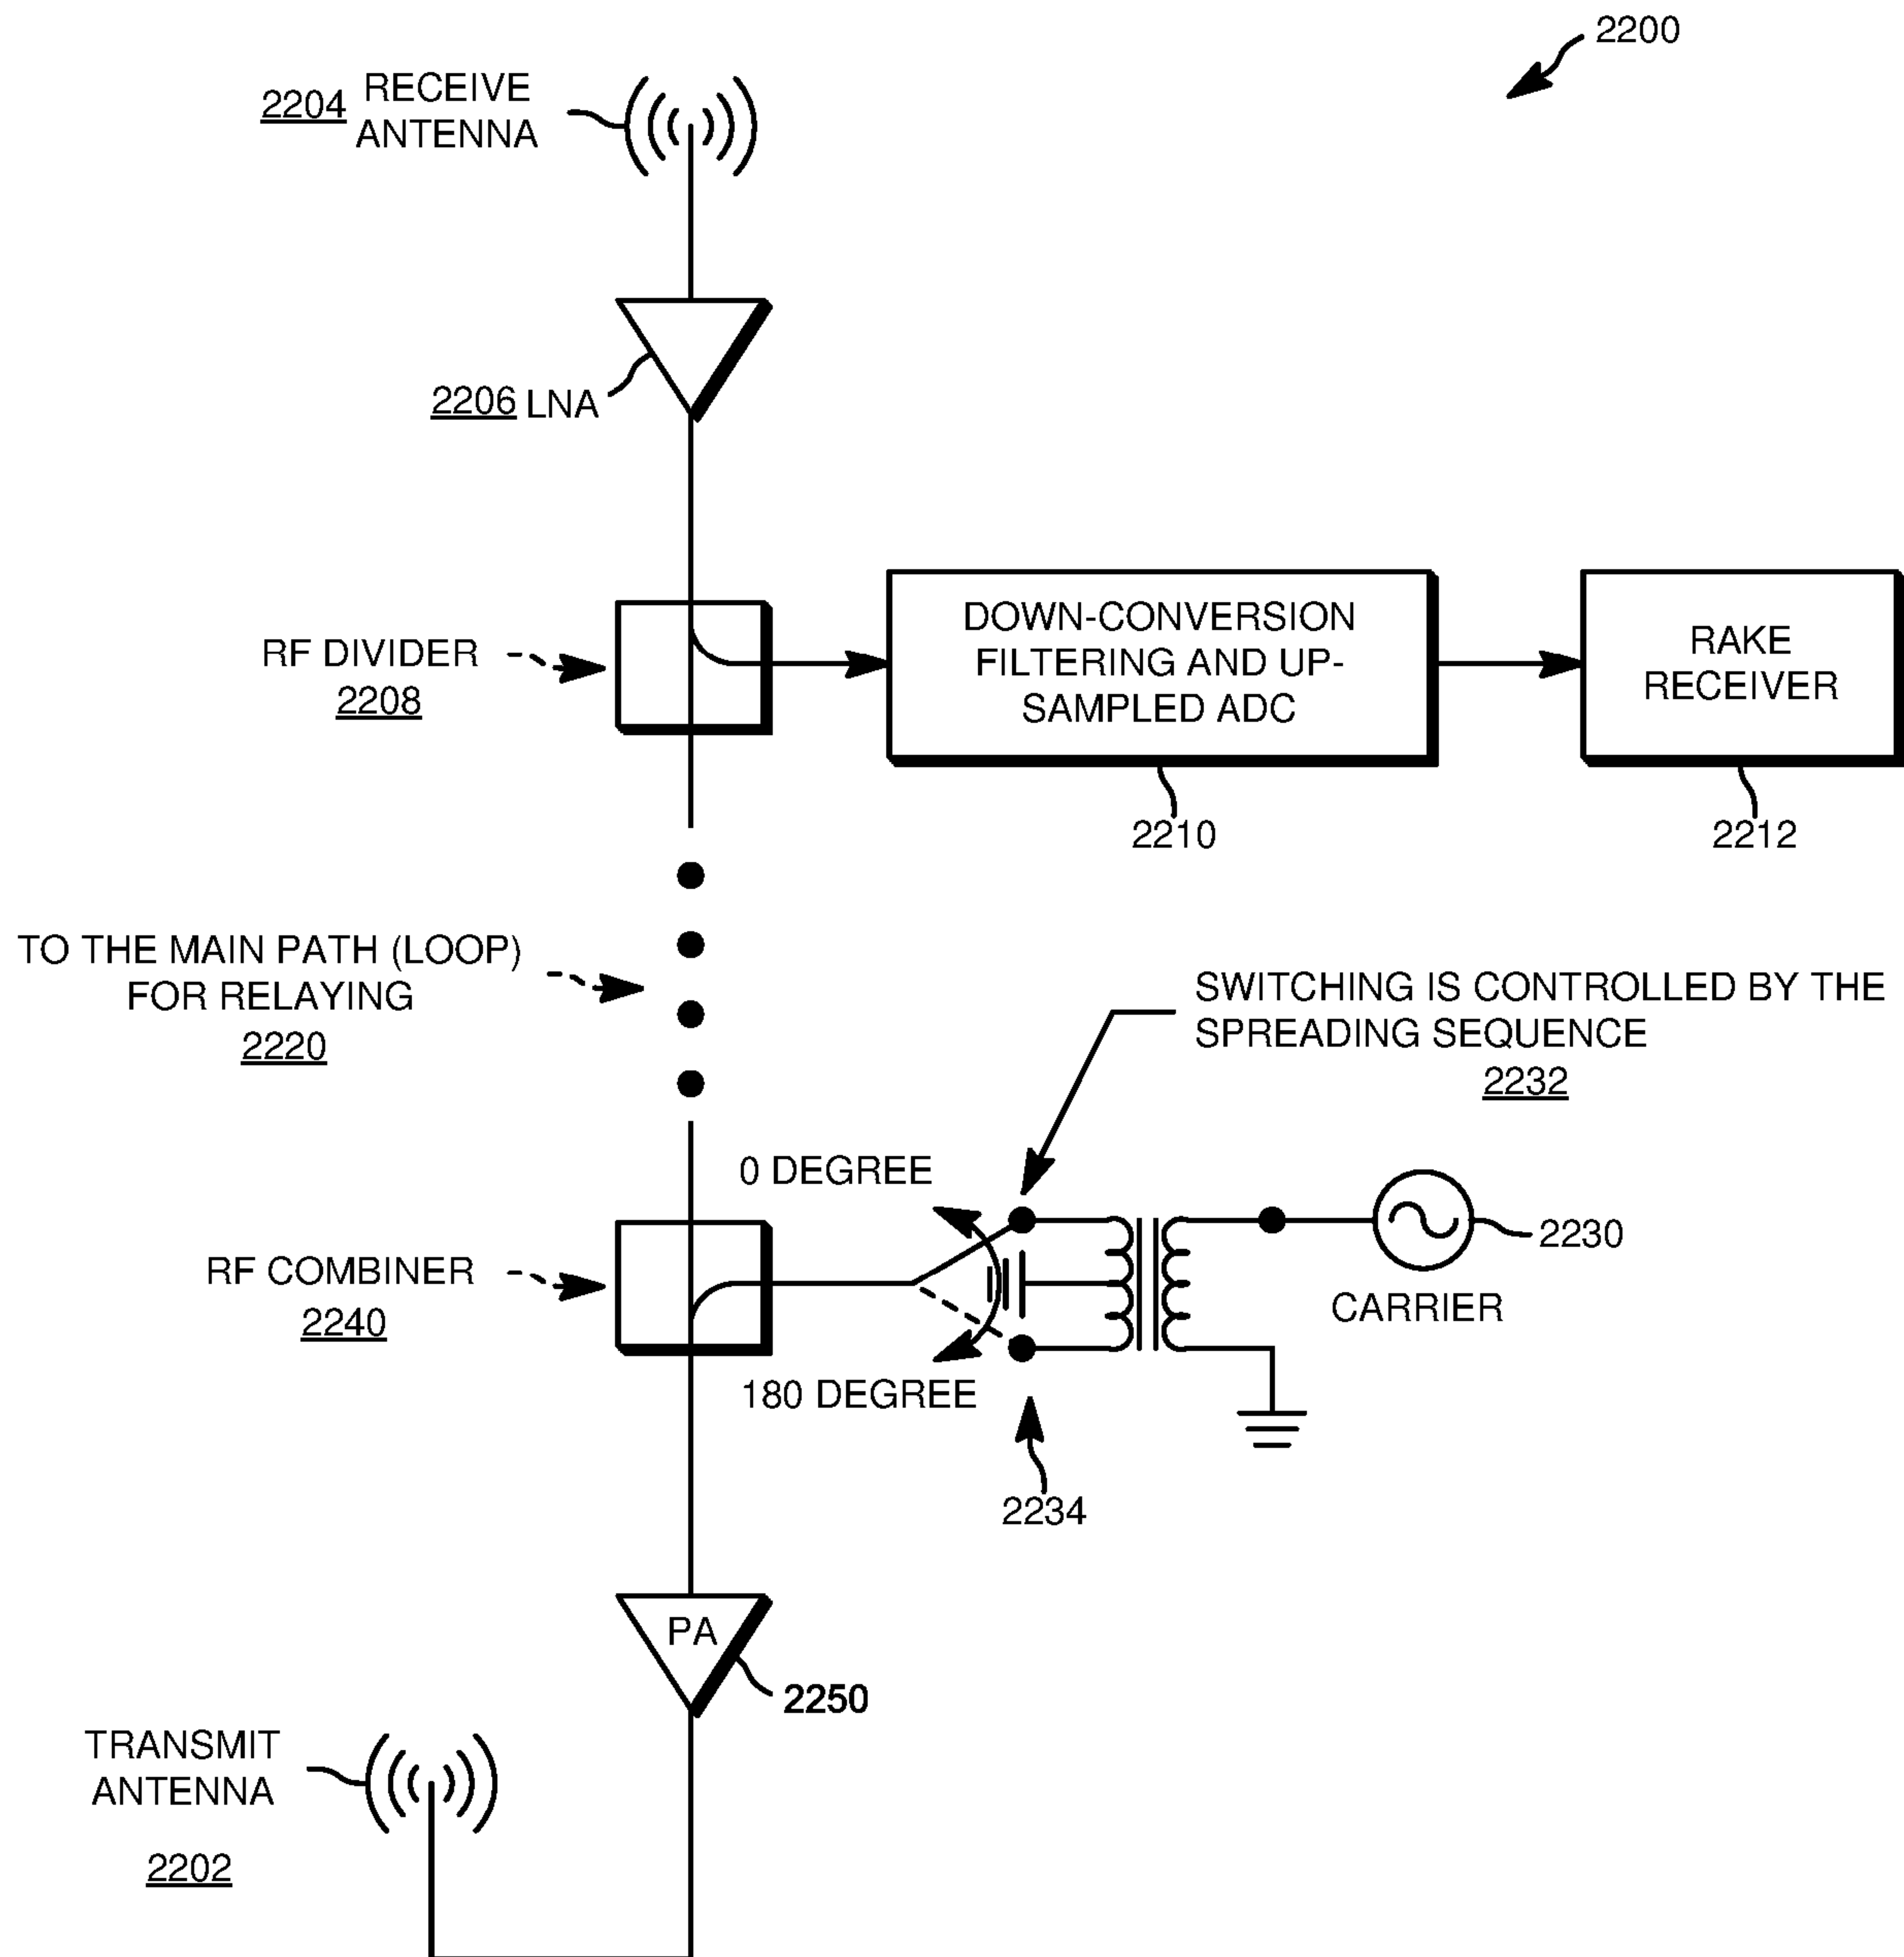 2200
2204 RECEIVE
ANTENNA
2206 LNA
RF DIVIDER
2208
DOWN-CONVERSION
FILTERING AND UP-
SAMPLED ADC
2210
RAKE
RECEIVER
2212
TO THE MAIN PATH (LOOP)
FOR RELAYING
2220
SWITCHING IS CONTROLLED BY THE
SPREADING SEQUENCE
2232
0 DEGREE
RF COMBINER
2240
180 DEGREE
2234
2230
CARRIER
PA
2250
TRANSMIT
ANTENNA
2202